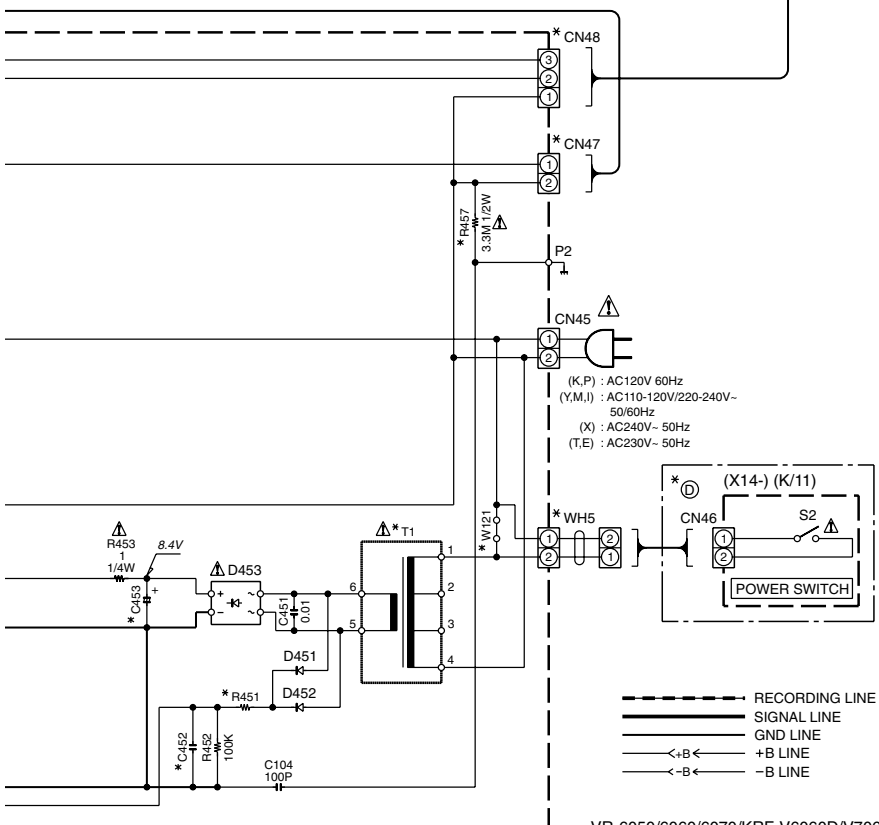 * CN48
3
2
1
* CN47
1
2
* R457
3.3M 1/2W
P2
CN45
1
2
(K,P) : AC120V 60Hz
(Y,M,I) : AC110-120V/220-240V~
50/60Hz
(X) : AC240V~ 50Hz
(T,E) : AC230V~ 50Hz
* D
(X14-) (K/11)
CN46
S2
1
2
POWER SWITCH
* WH5
1
2
2
1
* W121
* T1
1
2
3
4
6
5
R453
1
1/4W
8.4V
* C453
+
D453
+
−
~
~
C451
0.01
D451
D452
* R451
* C452
R452
100K
C104
100P
RECORDING LINE
SIGNAL LINE
GND LINE
+B
+B LINE
−B
−B LINE